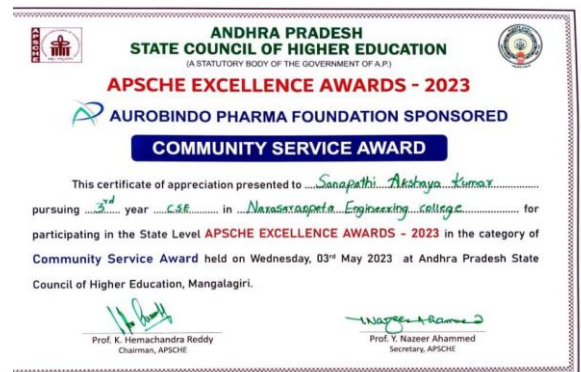 APSCHE
ANDHRA PRADESH
STATE COUNCIL OF HIGHER EDUCATION
(A STATUTORY BODY OF THE GOVERNMENT OF A.P.)
APSCHE EXCELLENCE AWARDS - 2023
AUROBINDO PHARMA FOUNDATION SPONSORED
COMMUNITY SERVICE AWARD
This certificate of appreciation presented to ....Sanapathi Akshaya Kumar............
pursuing ....3rd.... year ...CSE........ in ...Narasaraopeta Engineering college............ for
participating in the State Level APSCHE EXCELLENCE AWARDS - 2023 in the category of
Community Service Award held on Wednesday, 03rd May 2023 at Andhra Pradesh State
Council of Higher Education, Mangalagiri.
Y Nazeer Ahammed
Prof. K. Hemachandra Reddy
Chairman, APSCHE
Prof. Y. Nazeer Ahammed
Secretary, APSCHE